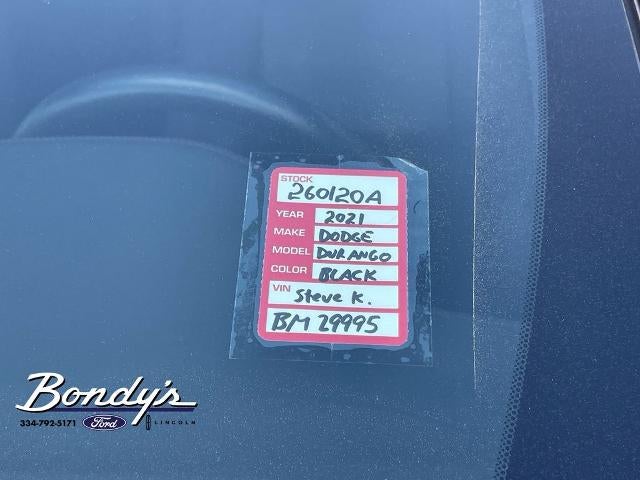 STOCK
260120A
YEAR 2021
MAKE DODGE
MODEL DURANGO
COLOR BLACK
VIN Steve K.
BM 29995
Bondy's
334-792-5171 Ford LINCOLN